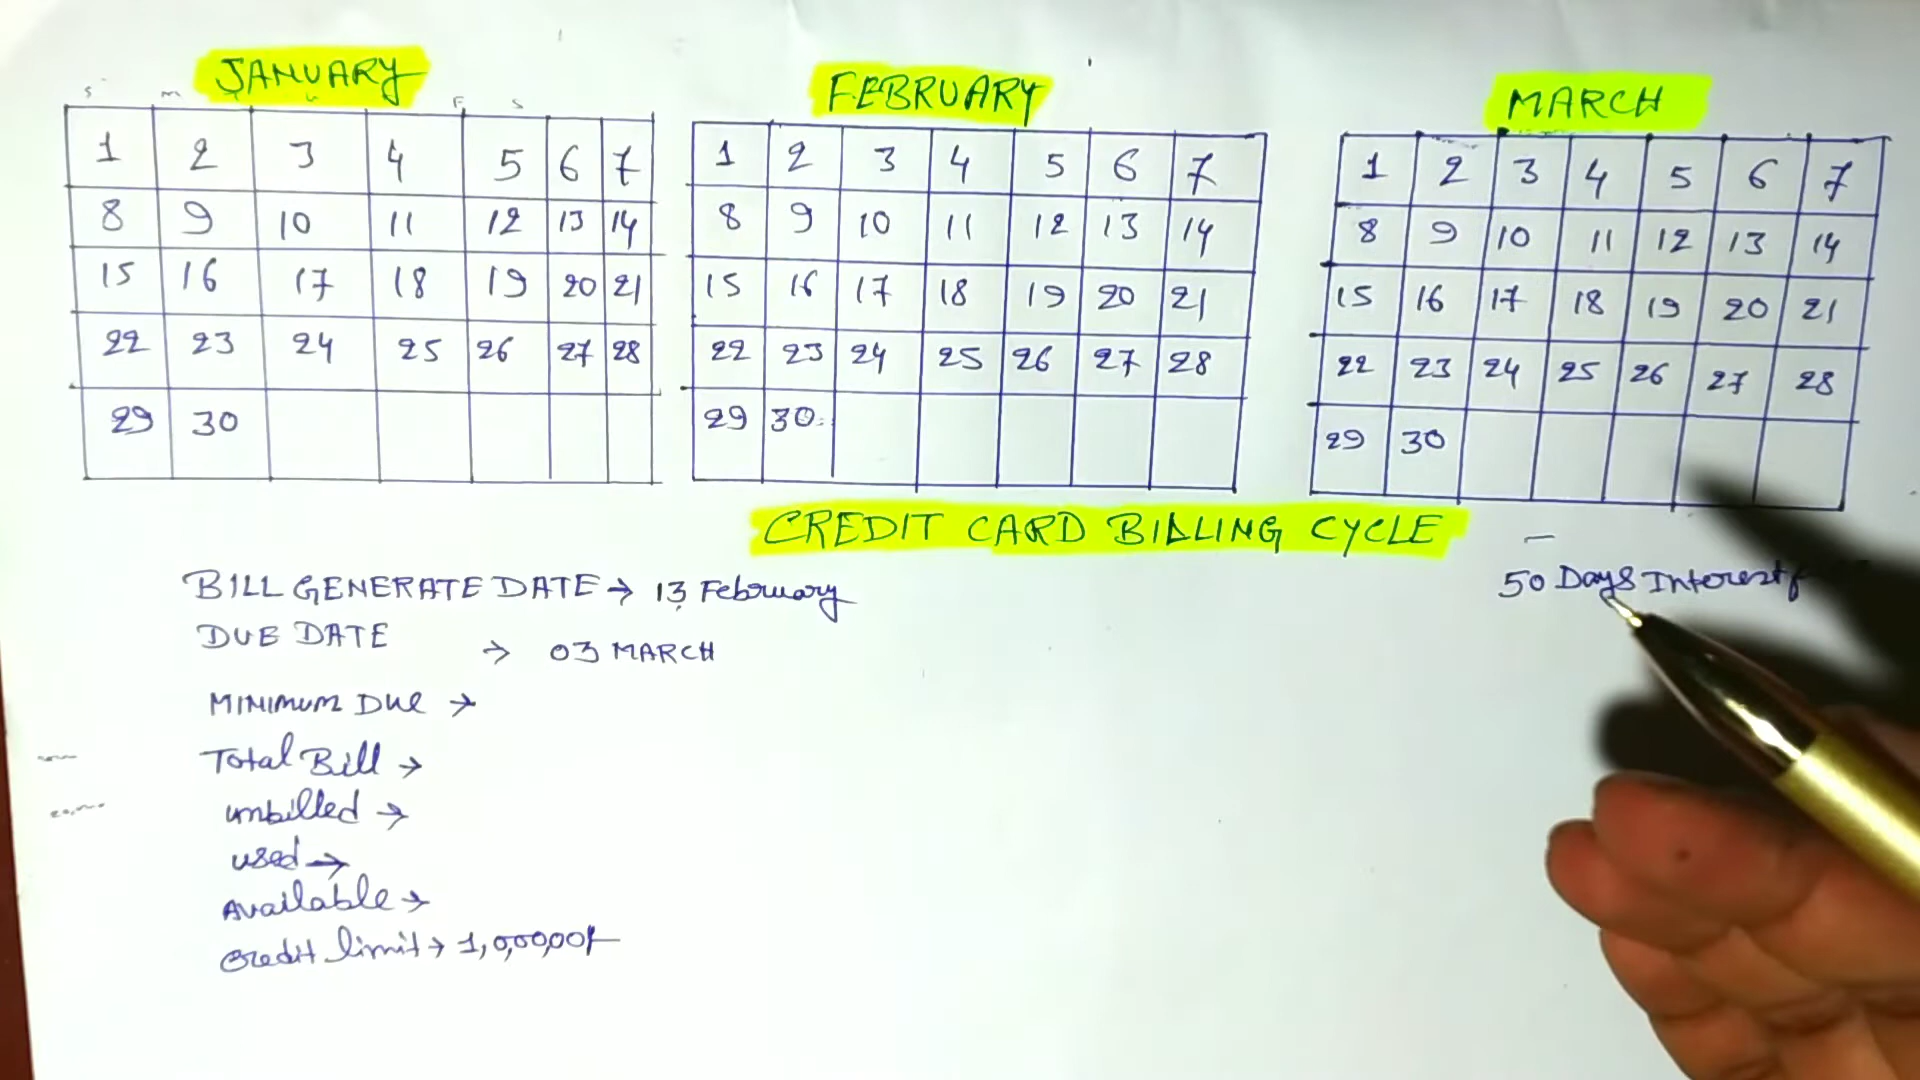 JANUARY
S M F S
1 2 3 4 5 6 7
8 9 10 11 12 13 14
15 16 17 18 19 20 21
22 23 24 25 26 27 28
29 30
FEBRUARY
1 2 3 4 5 6 7
8 9 10 11 12 13 14
15 16 17 18 19 20 21
22 23 24 25 26 27 28
29 30
MARCH
1 2 3 4 5 6 7
8 9 10 11 12 13 14
15 16 17 18 19 20 21
22 23 24 25 26 27 28
29 30
CREDIT CARD BILLING CYCLE
50 Days Interest
BILL GENERATE DATE → 13 February
DUE DATE → 03 MARCH
MINIMUM DUE →
Total Bill →
unbilled →
used →
Available →
credit limit → 1,00,000/-